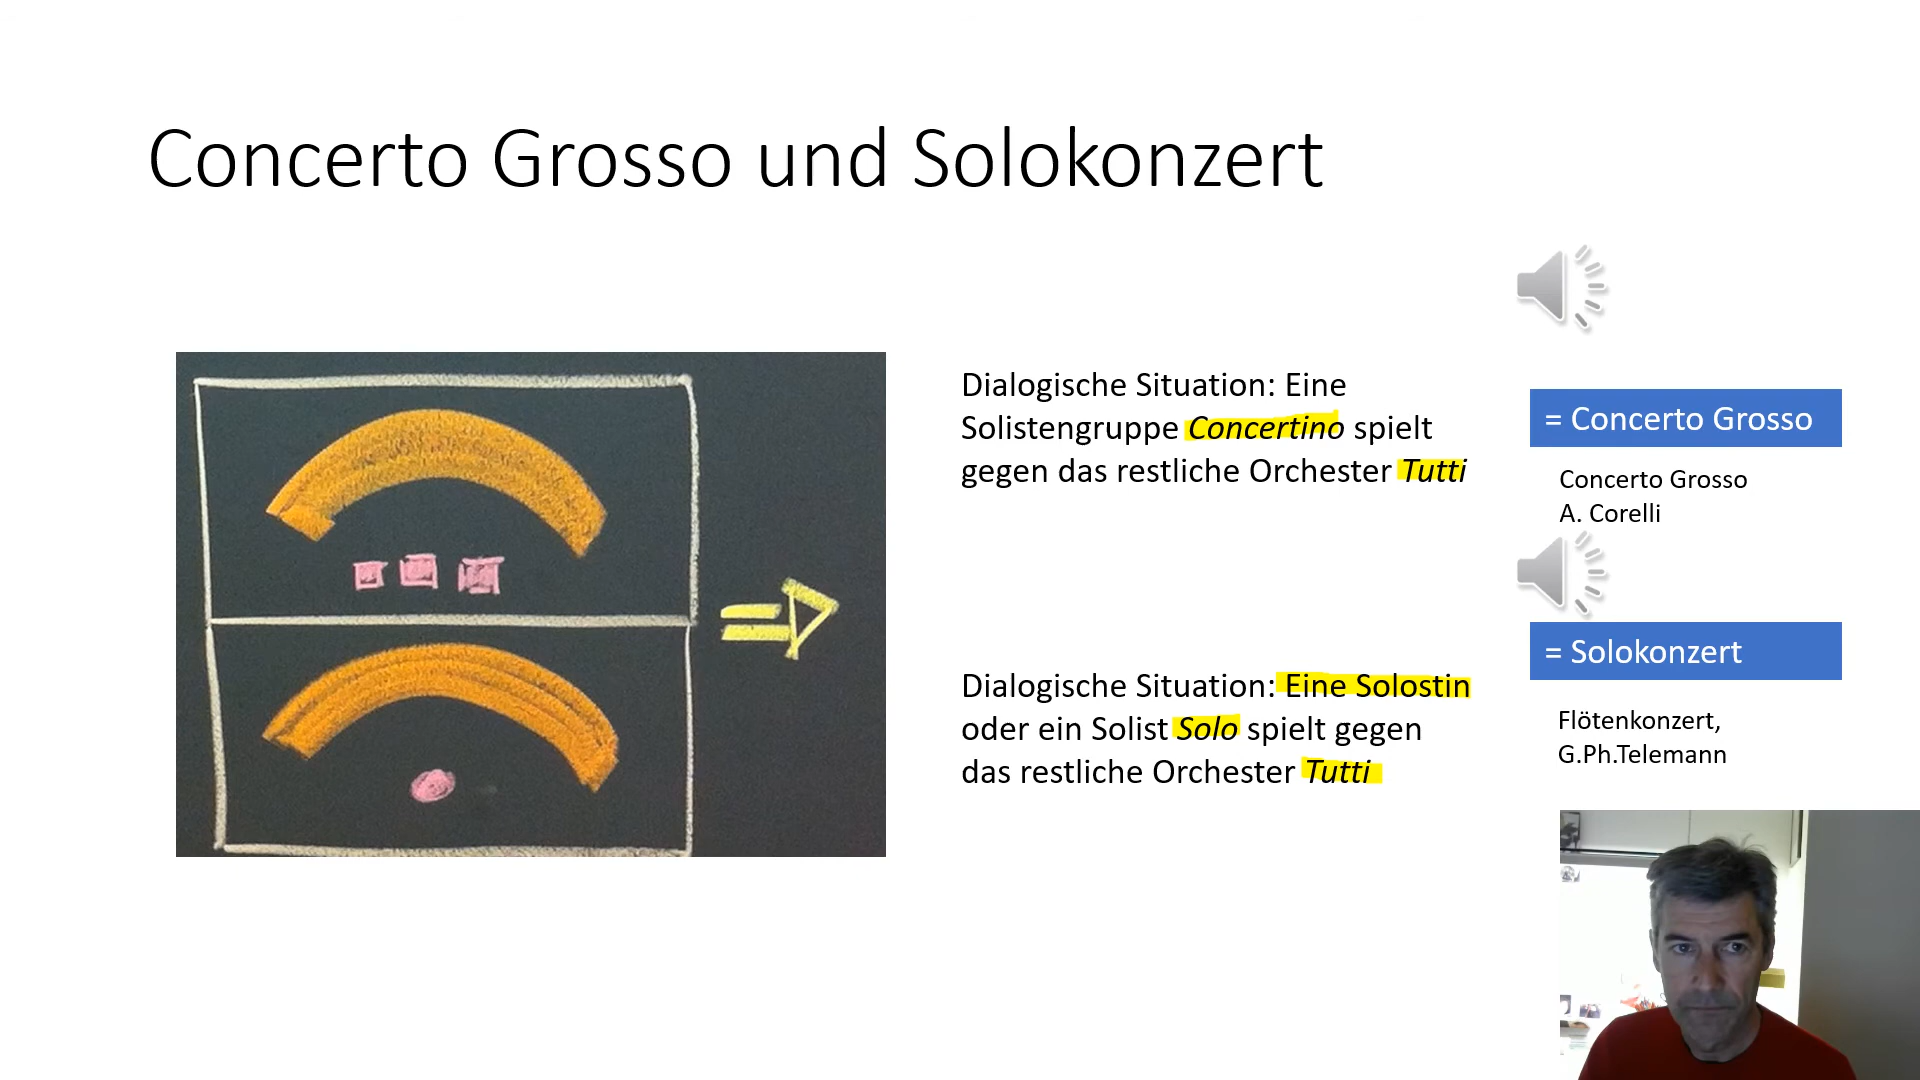 Concerto Grosso und Solokonzert
Dialogische Situation: Eine
Solistengruppe Concertino spielt
gegen das restliche Orchester Tutti
= Concerto Grosso
Concerto Grosso
A. Corelli
Dialogische Situation: Eine Solostin
oder ein Solist Solo spielt gegen
das restliche Orchester Tutti
= Solokonzert
Flötenkonzert,
G.Ph.Telemann